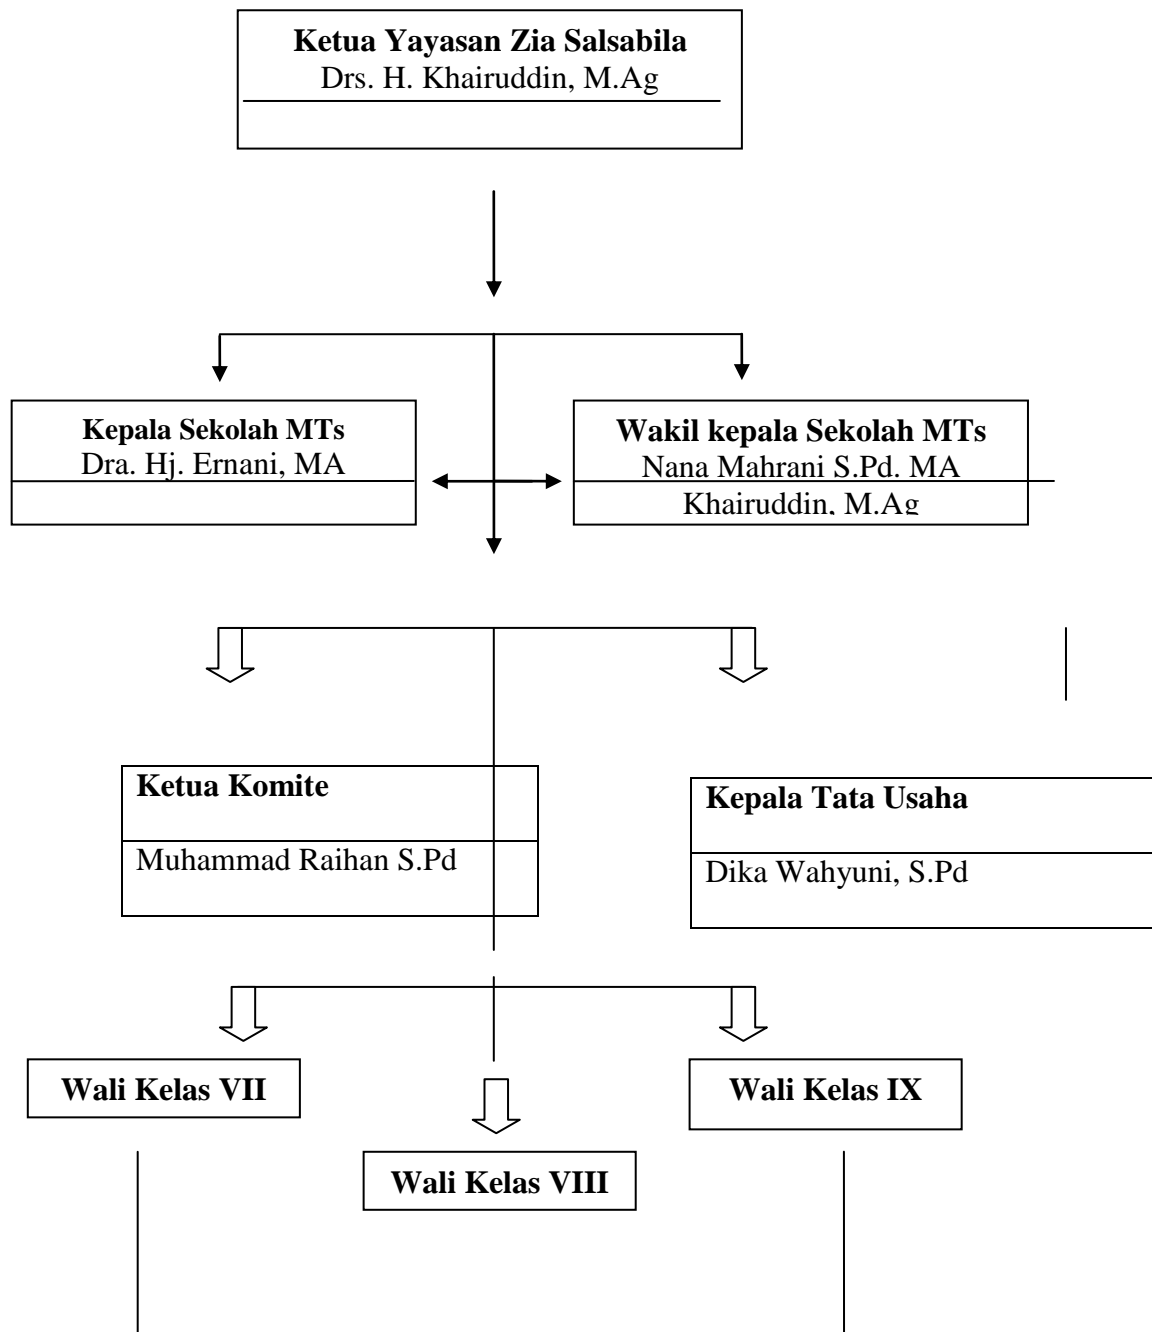 Ketua Yayasan Zia Salsabila
Drs. H. Khairuddin, M.Ag
Kepala Sekolah MTs
Dra. Hj. Ernani, MA
Wakil kepala Sekolah MTs
Nana Mahrani S.Pd. MA
Khairuddin, M.Ag
Ketua Komite
Muhammad Raihan S.Pd
Kepala Tata Usaha
Dika Wahyuni, S.Pd
Wali Kelas VII
Wali Kelas VIII
Wali Kelas IX